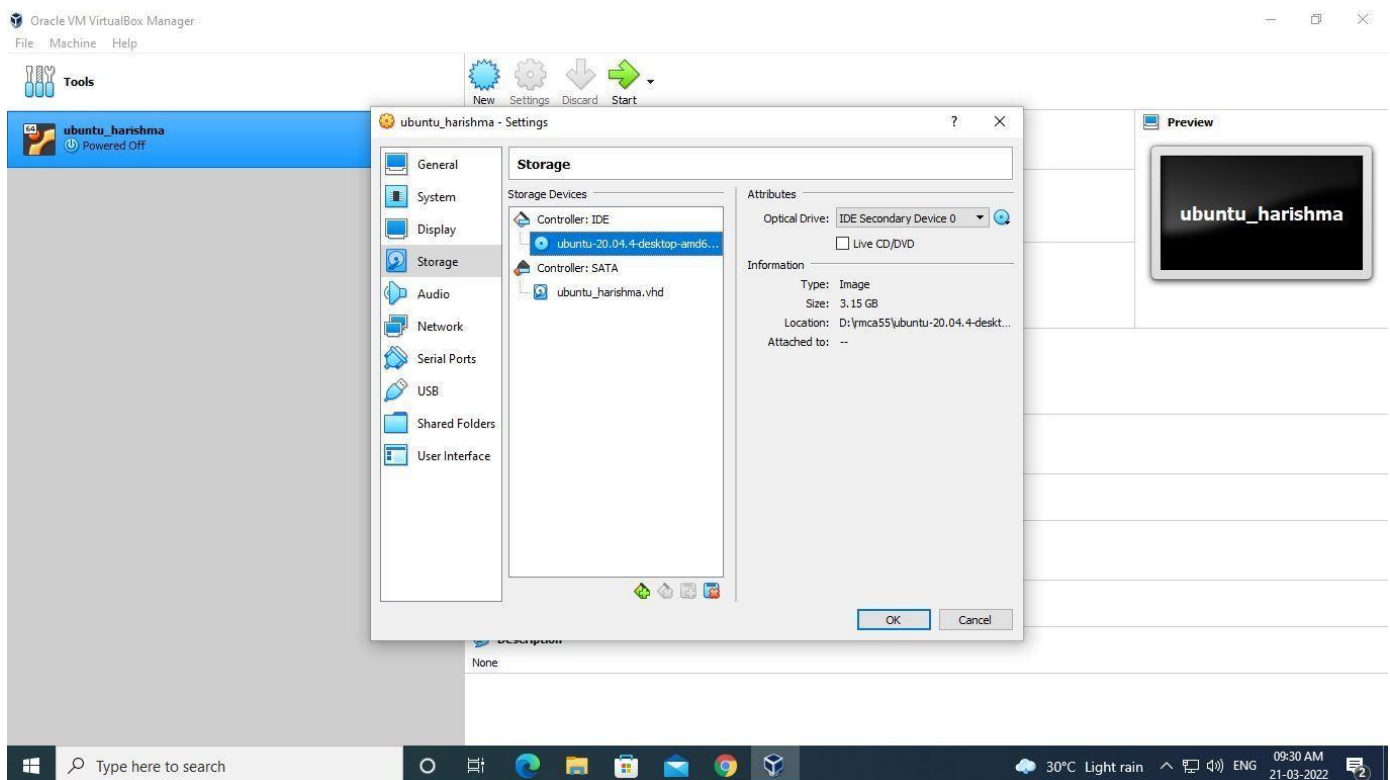 Oracle VM VirtualBox Manager
File Machine Help
Tools
New Settings Discard Start
64 ubuntu_harishma
Powered Off
ubuntu_harishma - Settings ? ×
General
System
Display
Storage
Audio
Network
Serial Ports
USB
Shared Folders
User Interface
Storage
Storage Devices
Controller: IDE
ubuntu-20.04.4-desktop-amd6...
Controller: SATA
ubuntu_harishma.vhd
Attributes
Optical Drive: IDE Secondary Device 0
Live CD/DVD
Information
Type: Image
Size: 3.15 GB
Location: D:\rmca55\ubuntu-20.04.4-deskt...
Attached to: --
OK Cancel
Preview
ubuntu_harishma
Description
None
Type here to search
30°C Light rain ENG 09:30 AM
21-03-2022
2